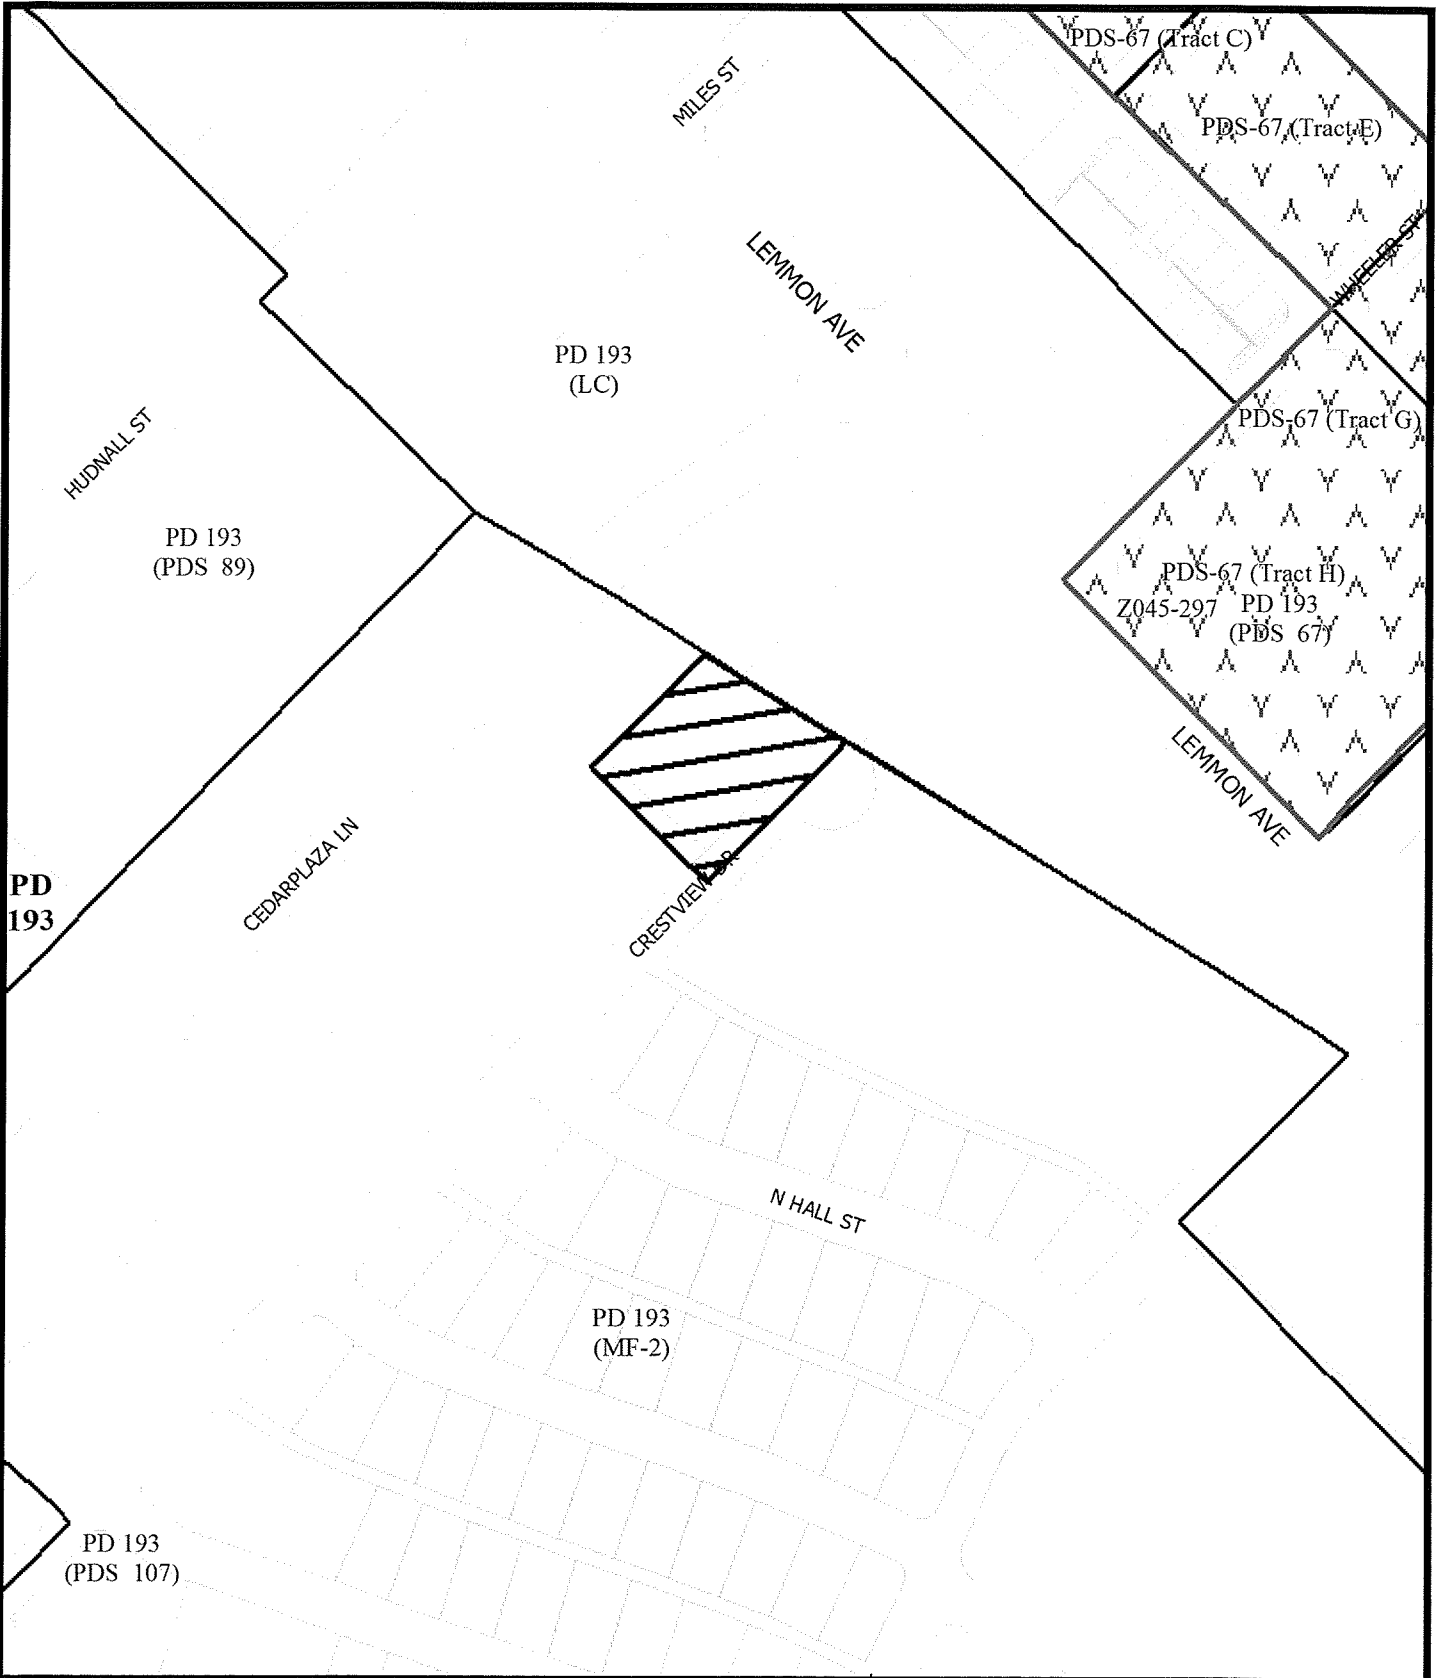 PDS-67 (Tract C)
MILES ST
PDS-67 (Tract E)
WHEELER ST
LEMMON AVE
PD 193
(LC)
PDS-67 (Tract G)
HUDNALL ST
PD 193
(PDS 89)
PDS-67 (Tract H)
Z045-297
PD 193
(PDS 67)
LEMMON AVE
CEDARPLAZA LN
PD
193
CRESTVIEW DR
N HALL ST
PD 193
(MF-2)
PD 193
(PDS 107)